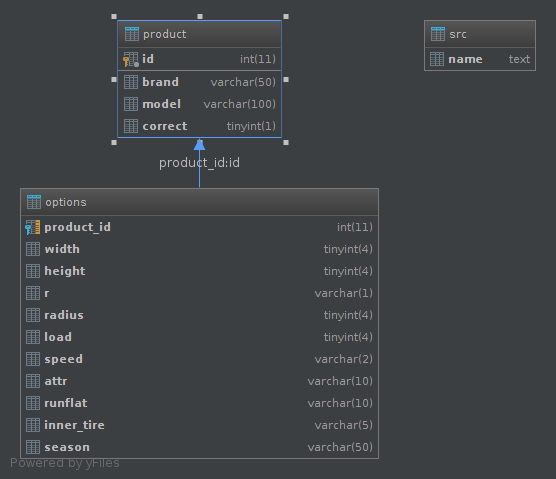 product
id int(11)
brand varchar(50)
model varchar(100)
correct tinyint(1)
src
name text
product_id:id
options
product_id int(11)
width tinyint(4)
height tinyint(4)
r varchar(1)
radius tinyint(4)
load tinyint(4)
speed varchar(2)
attr varchar(10)
runflat varchar(10)
inner_tire varchar(5)
season varchar(50)
Powered by yFiles